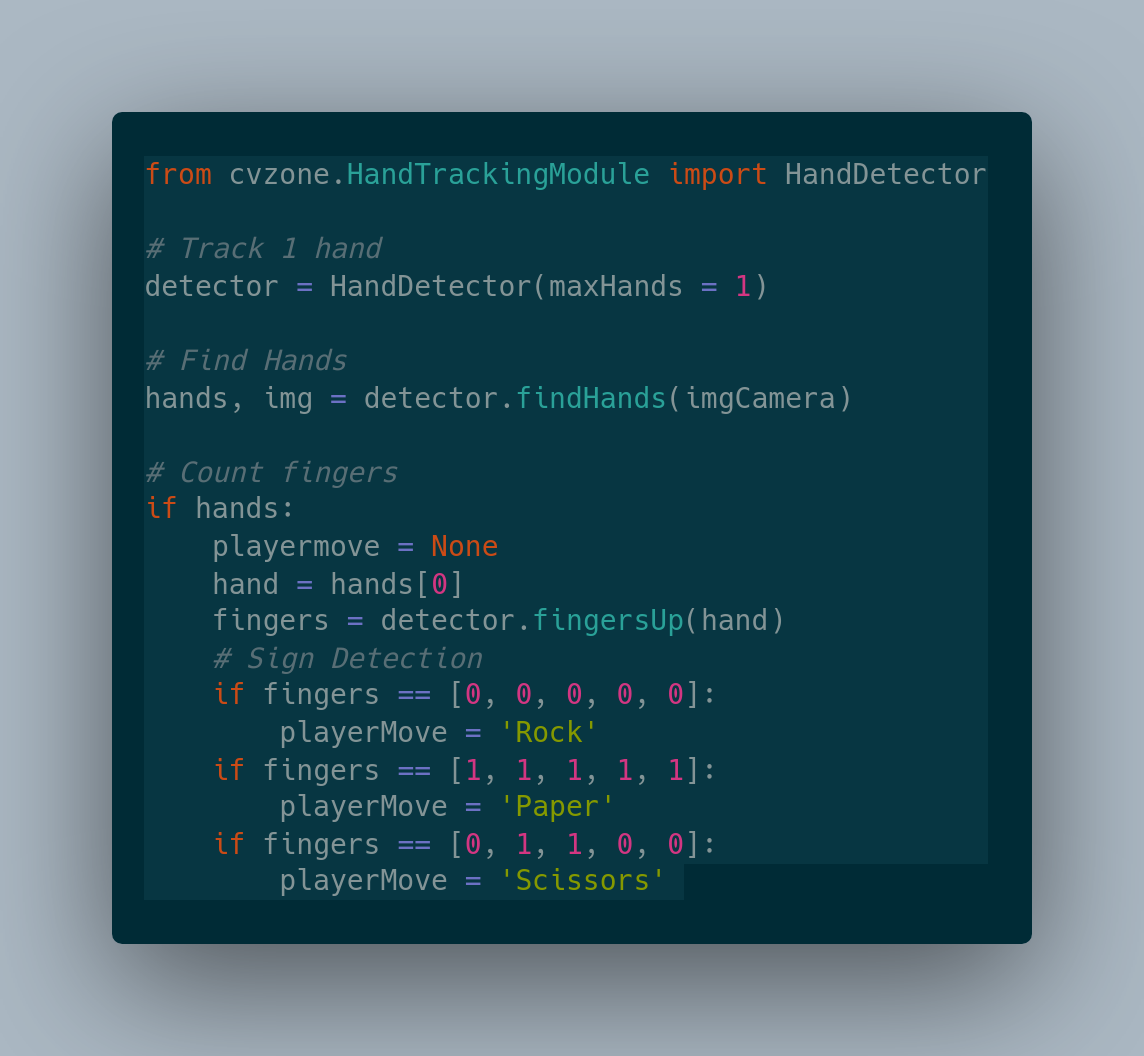 from cvzone.HandTrackingModule import HandDetector
# Track 1 hand
detector = HandDetector(maxHands = 1)
# Find Hands
hands, img = detector.findHands(imgCamera)
# Count fingers
if hands:
    playermove = None
    hand = hands[0]
    fingers = detector.fingersUp(hand)
    # Sign Detection
    if fingers == [0, 0, 0, 0, 0]:
        playerMove = 'Rock'
    if fingers == [1, 1, 1, 1, 1]:
        playerMove = 'Paper'
    if fingers == [0, 1, 1, 0, 0]:
        playerMove = 'Scissors'